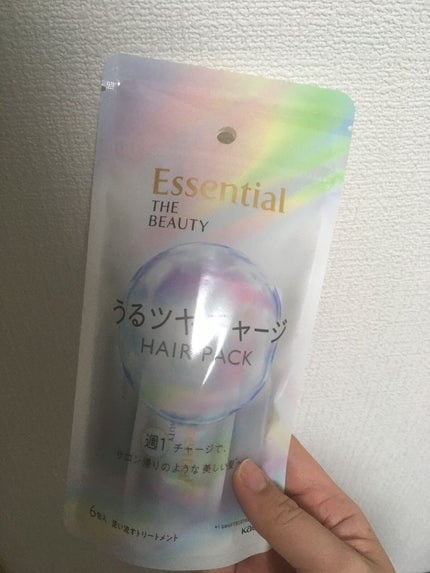 Essential
THE
BEAUTY
うるツヤチャージ
HAIR PACK
週1 チャージで、
サロン帰りのような 美しい髪
6包入 洗い流すトリートメント